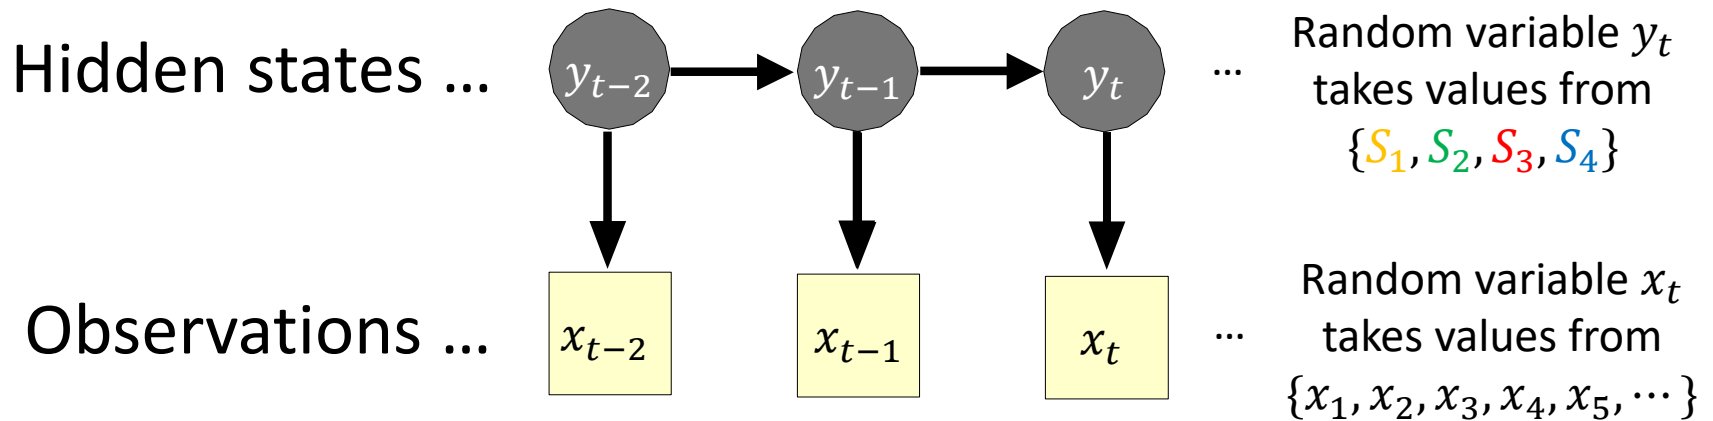 Hidden states ...
y_{t-2}
y_{t-1}
y_t
...
Random variable y_t
takes values from
{S_1, S_2, S_3, S_4}
Observations ...
x_{t-2}
x_{t-1}
x_t
...
Random variable x_t
takes values from
{x_1, x_2, x_3, x_4, x_5, ⋯ }